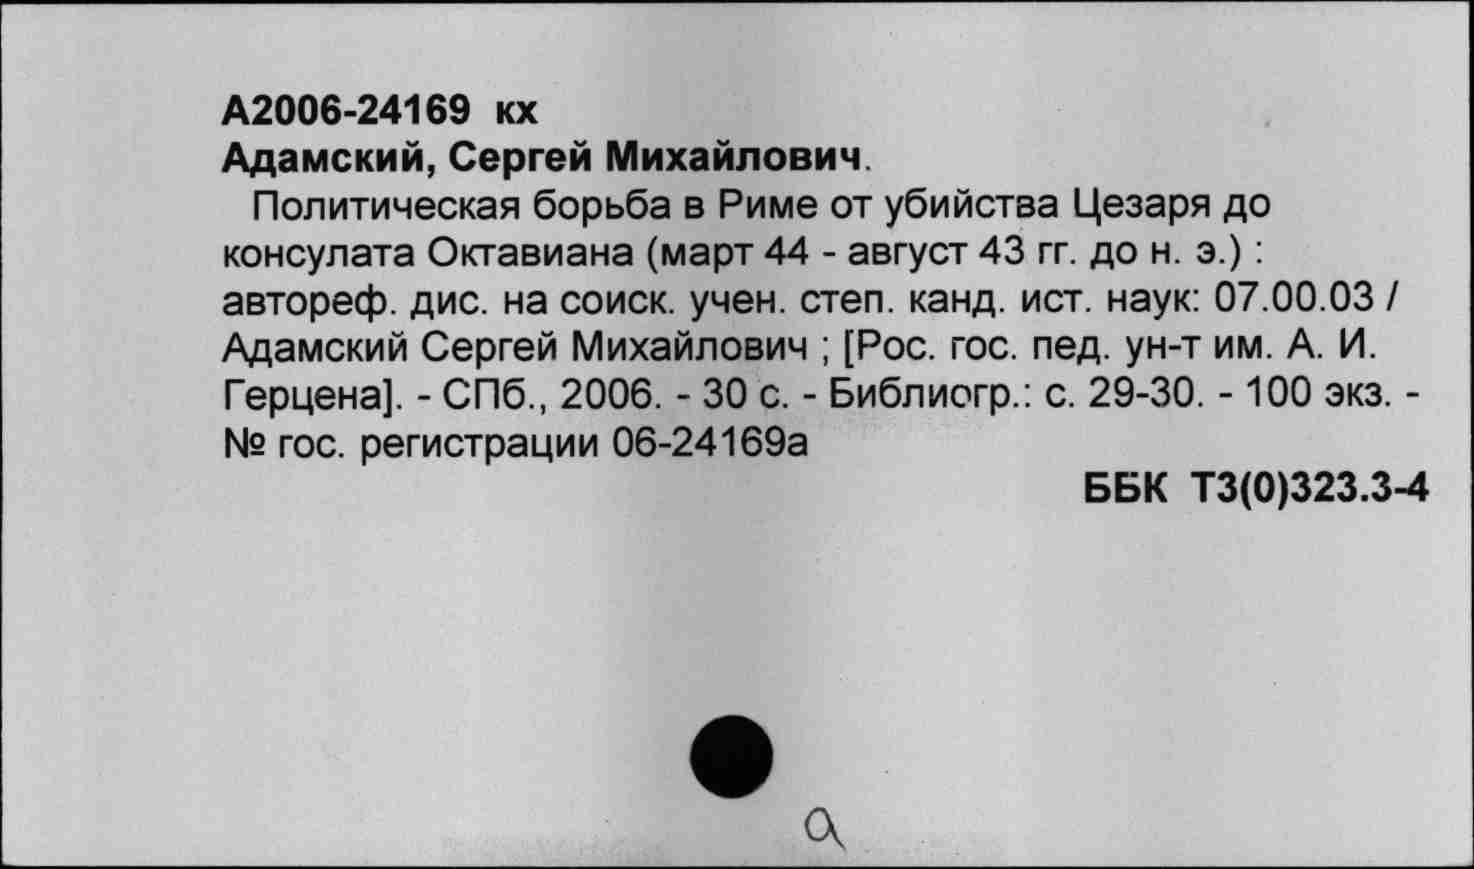 А2006-24169 кх
Адамский, Сергей Михайлович.
Политическая борьба в Риме от убийства Цезаря до
консулата Октавиана (март 44 - август 43 гг. до н. э.) :
автореф. дис. на соиск. учен. степ. канд. ист. наук: 07.00.03 /
Адамский Сергей Михайлович ; [Рос. гос. пед. ун-т им. А. И.
Герцена]. - СПб., 2006. - 30 с. - Библиогр.: с. 29-30. - 100 экз. -
№ гос. регистрации 06-24169а
ББК Т3(0)323.3-4
а